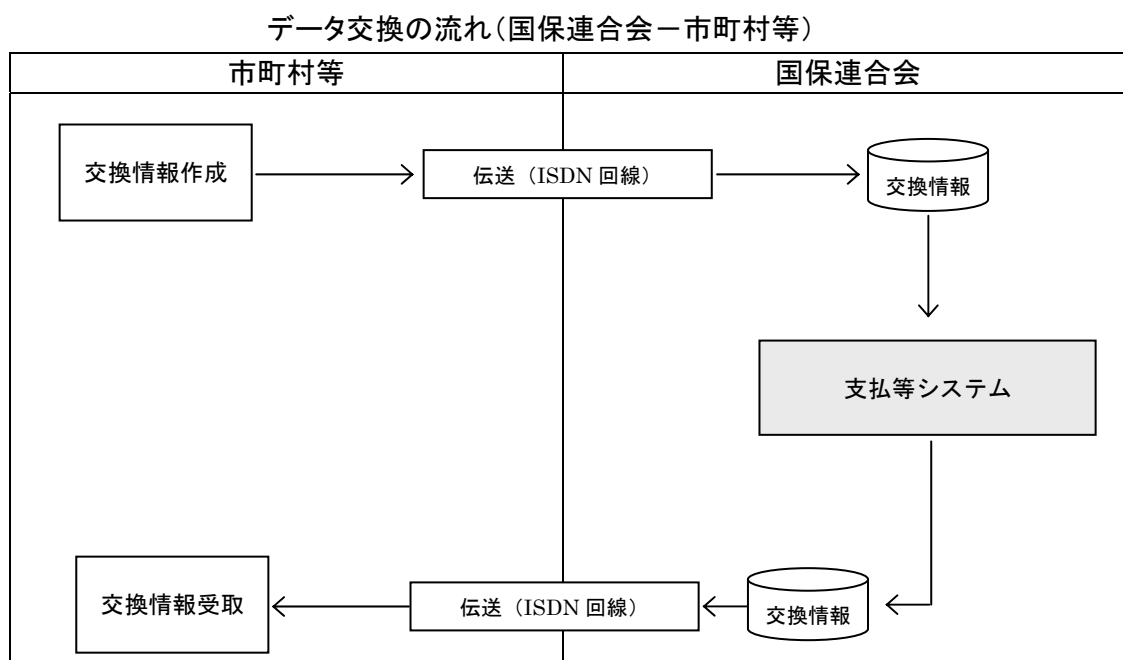 データ交換の流れ(国保連合会-市町村等)
市町村等
国保連合会
交換情報作成
伝送(ISDN 回線)
交換情報
支払等システム
交換情報受取
伝送(ISDN 回線)
交換情報